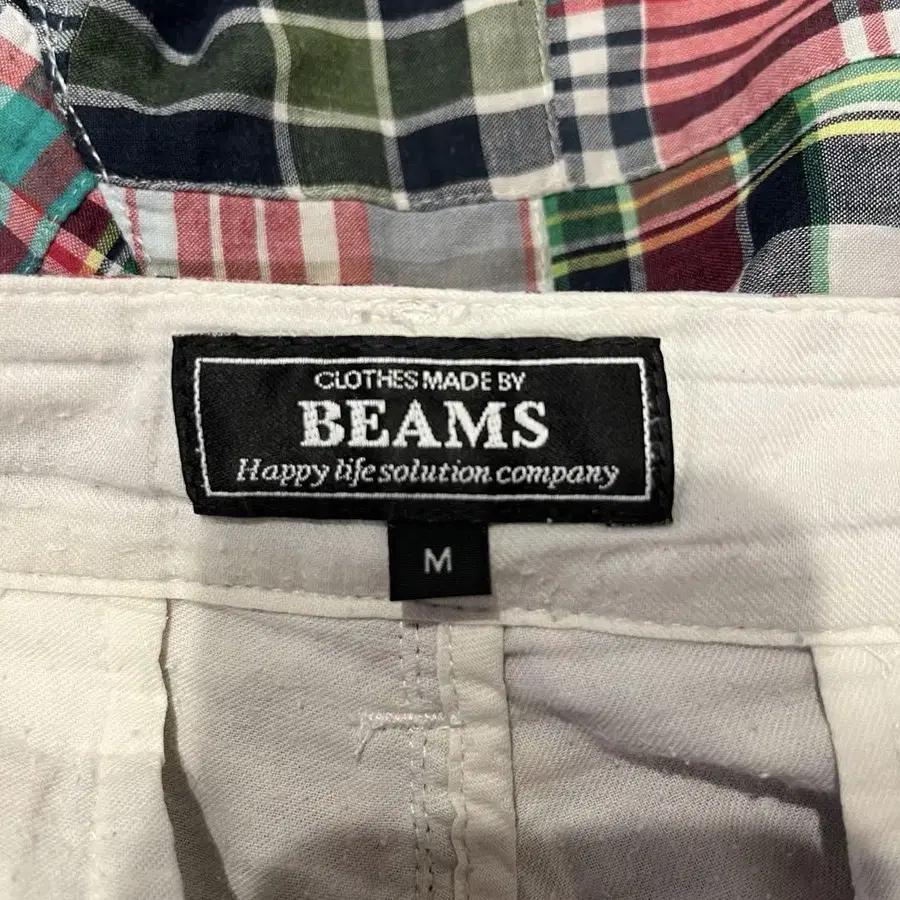 CLOTHES MADE BY
BEAMS
Happy life solution company
M